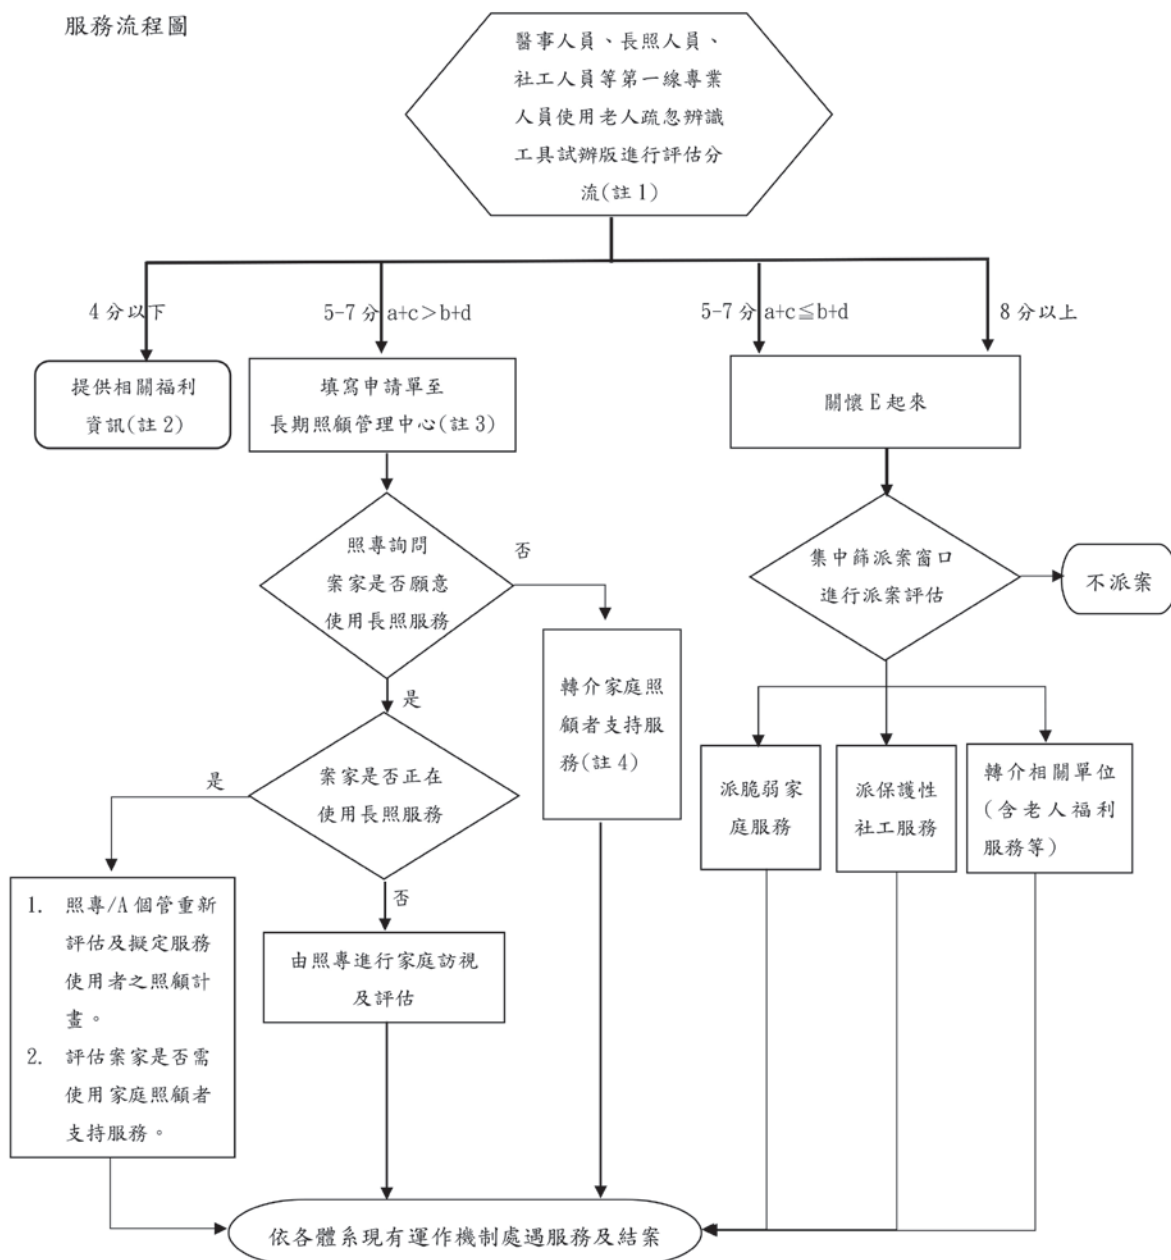 服務流程圖
醫事人員、長照人員、
社工人員等第一線專業
人員使用老人疏忽辨識
工具試辦版進行評估分
流(註1)
4分以下
5-7分 a+c>b+d
5-7分 a+c≦b+d
8分以上
提供相關福利
資訊(註2)
填寫申請單至
長期照顧管理中心(註3)
關懷E起來
照專詢問
案家是否願意
使用長照服務
否
集中篩派案窗口
進行派案評估
不派案
是
轉介家庭照
顧者支持服
務(註4)
案家是否正在
使用長照服務
是
派脆弱家
庭服務
派保護性
社工服務
轉介相關單位
(含老人福利
服務等)
否
1. 照專/A個管重新
評估及擬定服務
使用者之照顧計
畫。
2. 評估案家是否需
使用家庭照顧者
支持服務。
由照專進行家庭訪視
及評估
依各體系現有運作機制處遇服務及結案